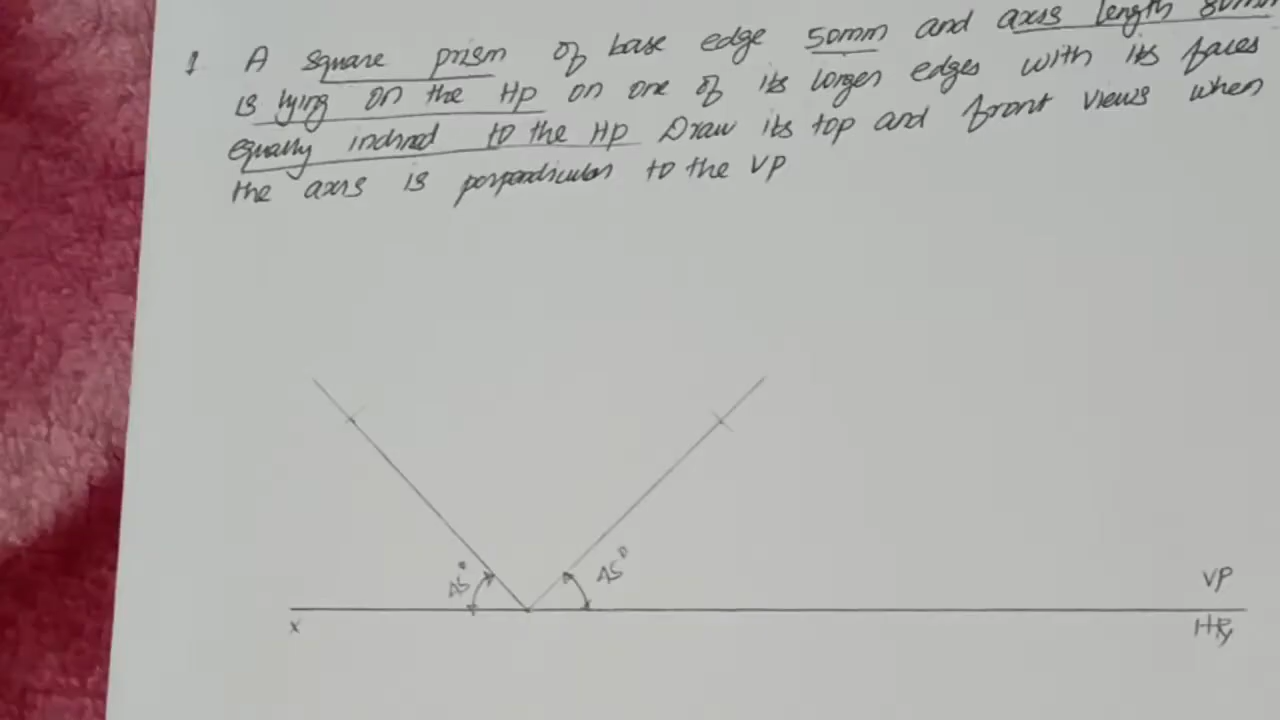 1 A square prism of base edge 50mm and axis length 80mm
is lying on the HP on one of its longer edges with its faces
equally inclined to the HP Draw its top and front views when
the axis is perpendicular to the VP
45°
45°
VP
x
HP
y